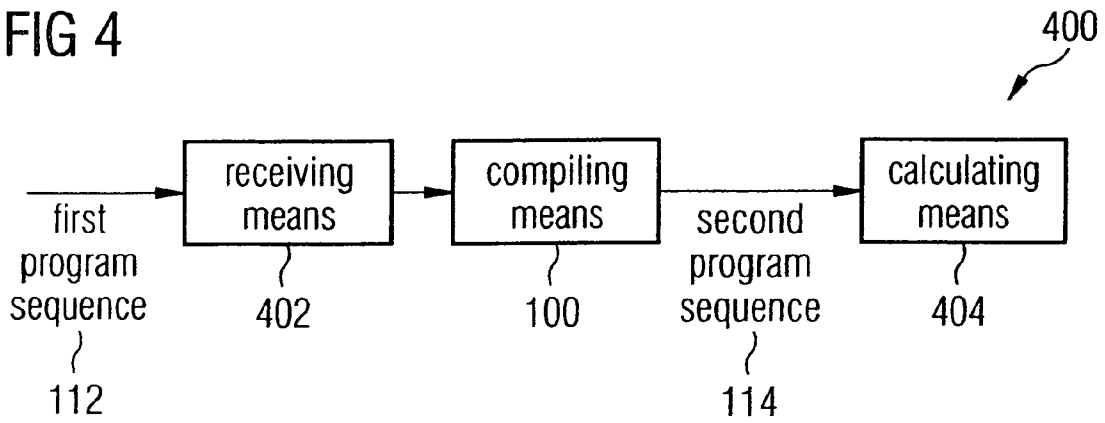 FIG 4
400
receiving
means
compiling
means
calculating
means
first
program
sequence
second
program
sequence
402
100
404
112
114